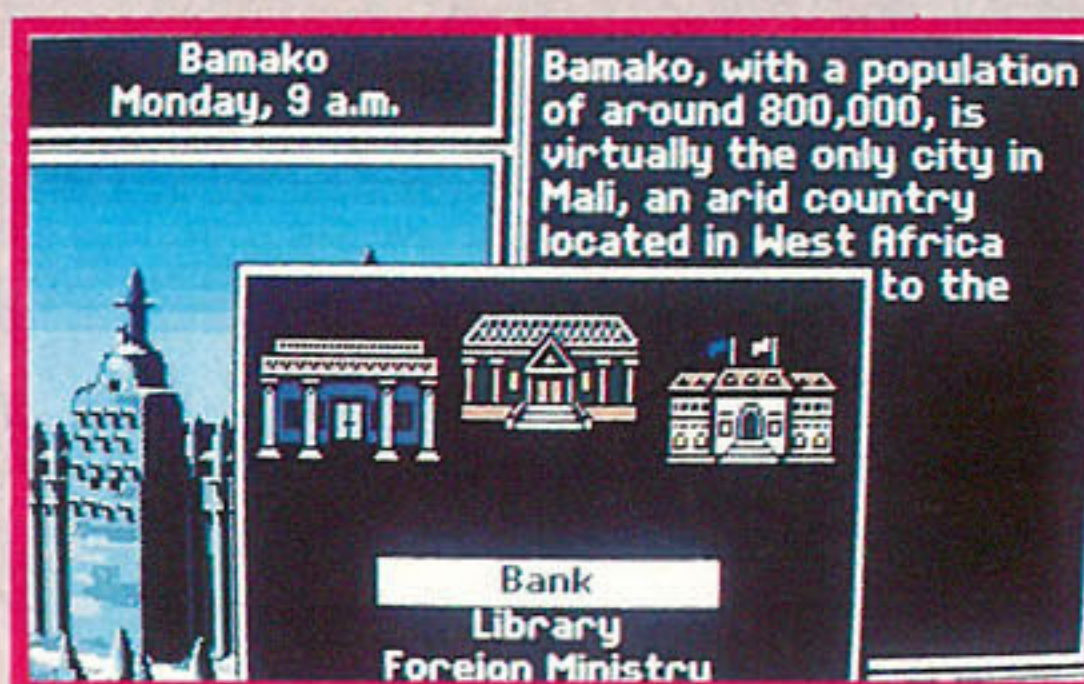 Bamako
Monday, 9 a.m.
Bamako, with a population
of around 800,000, is
virtually the only city in
Mali, an arid country
located in West Africa
to the
Bank
Library
Foreign Ministry